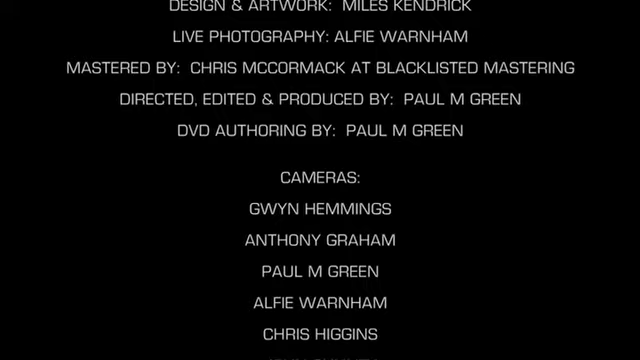 DESIGN & ARTWORK: MILES KENDRICK
LIVE PHOTOGRAPHY: ALFIE WARNHAM
MASTERED BY: CHRIS MCCORMACK AT BLACKLISTED MASTERING
DIRECTED, EDITED & PRODUCED BY: PAUL M GREEN
DVD AUTHORING BY: PAUL M GREEN
CAMERAS:
GWYN HEMMINGS
ANTHONY GRAHAM
PAUL M GREEN
ALFIE WARNHAM
CHRIS HIGGINS